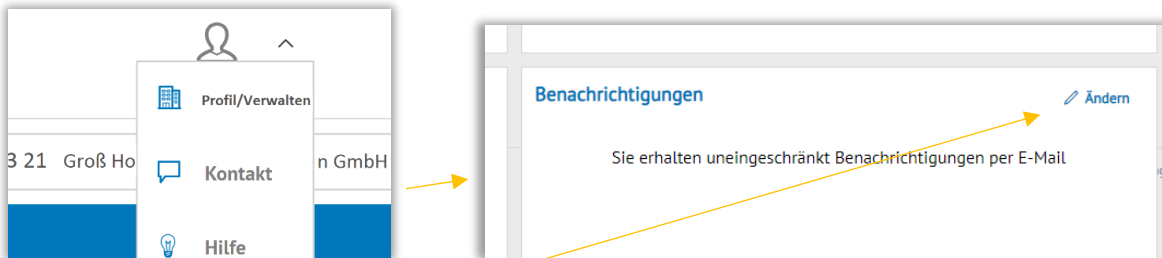 Profil/Verwalten
3 21 Groß Ho
n GmbH
Kontakt
Hilfe
Benachrichtigungen
Ändern
Sie erhalten uneingeschränkt Benachrichtigungen per E-Mail